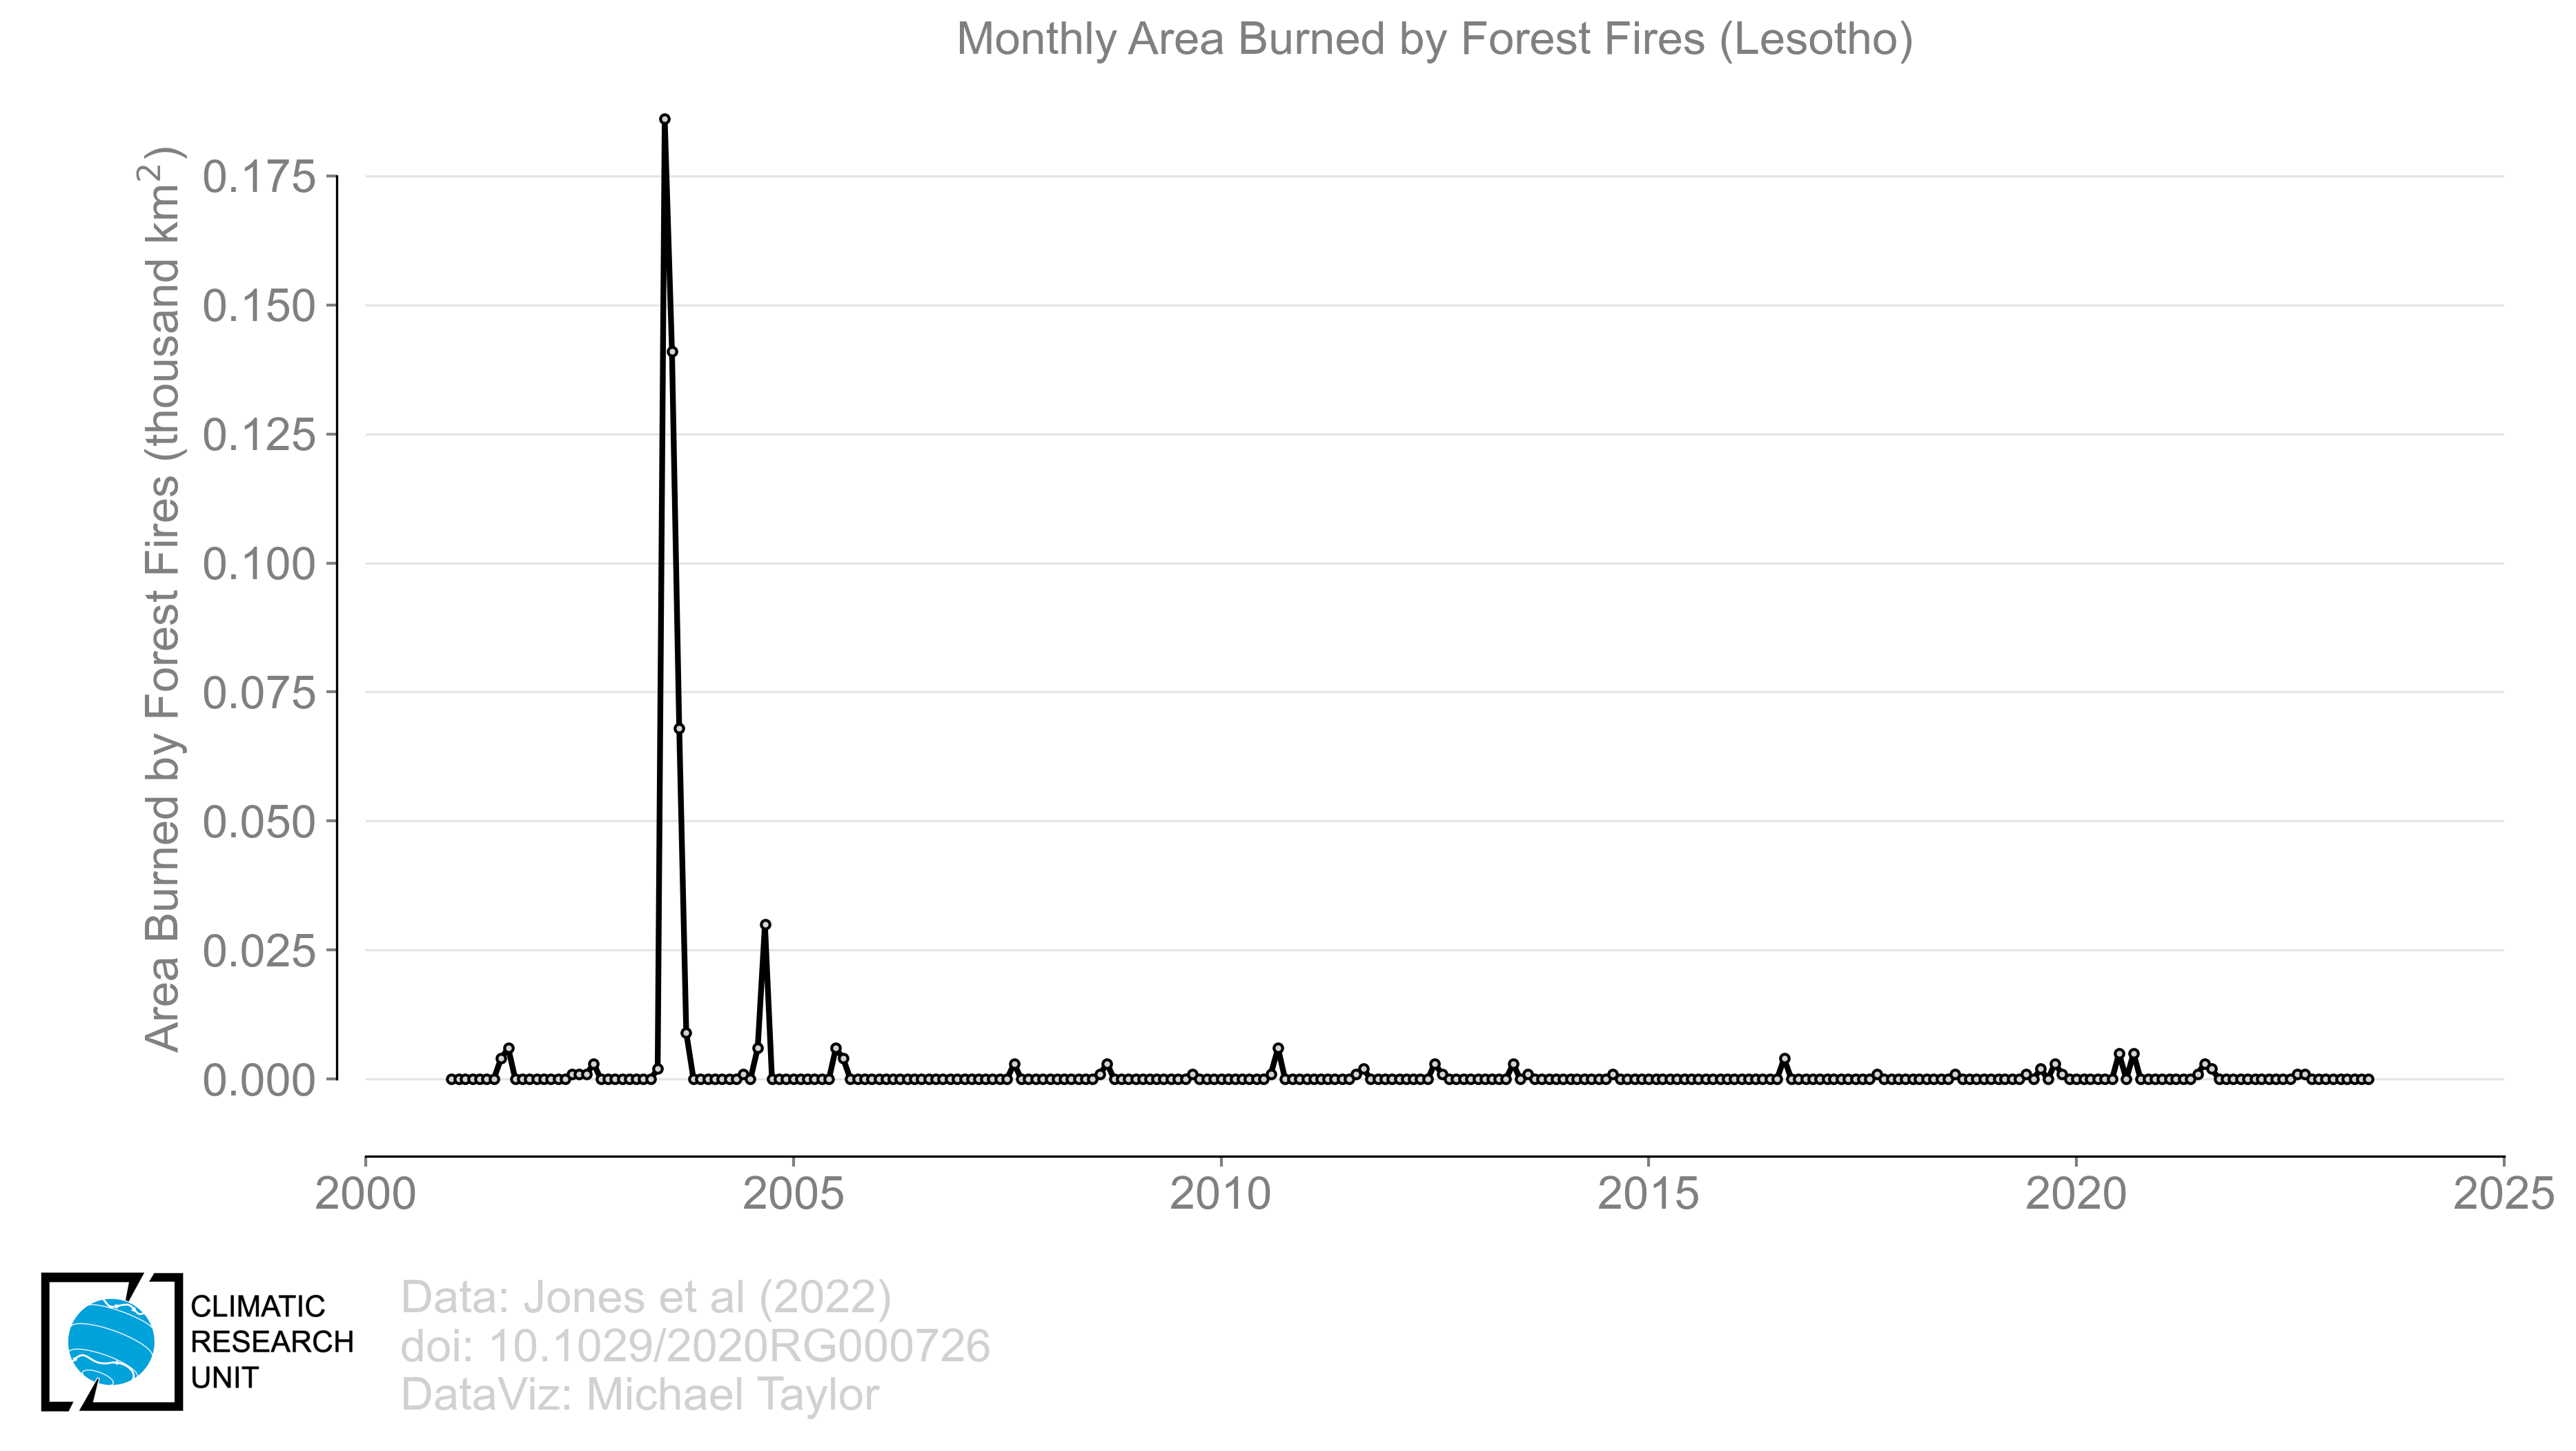 Monthly Area Burned by Forest Fires (Lesotho)
Area Burned by Forest Fires (thousand km²)
0.175
0.150
0.125
0.100
0.075
0.050
0.025
0.000
2000 2005 2010 2015 2020 2025
CLIMATIC
RESEARCH
UNIT
Data: Jones et al (2022)
doi: 10.1029/2020RG000726
DataViz: Michael Taylor